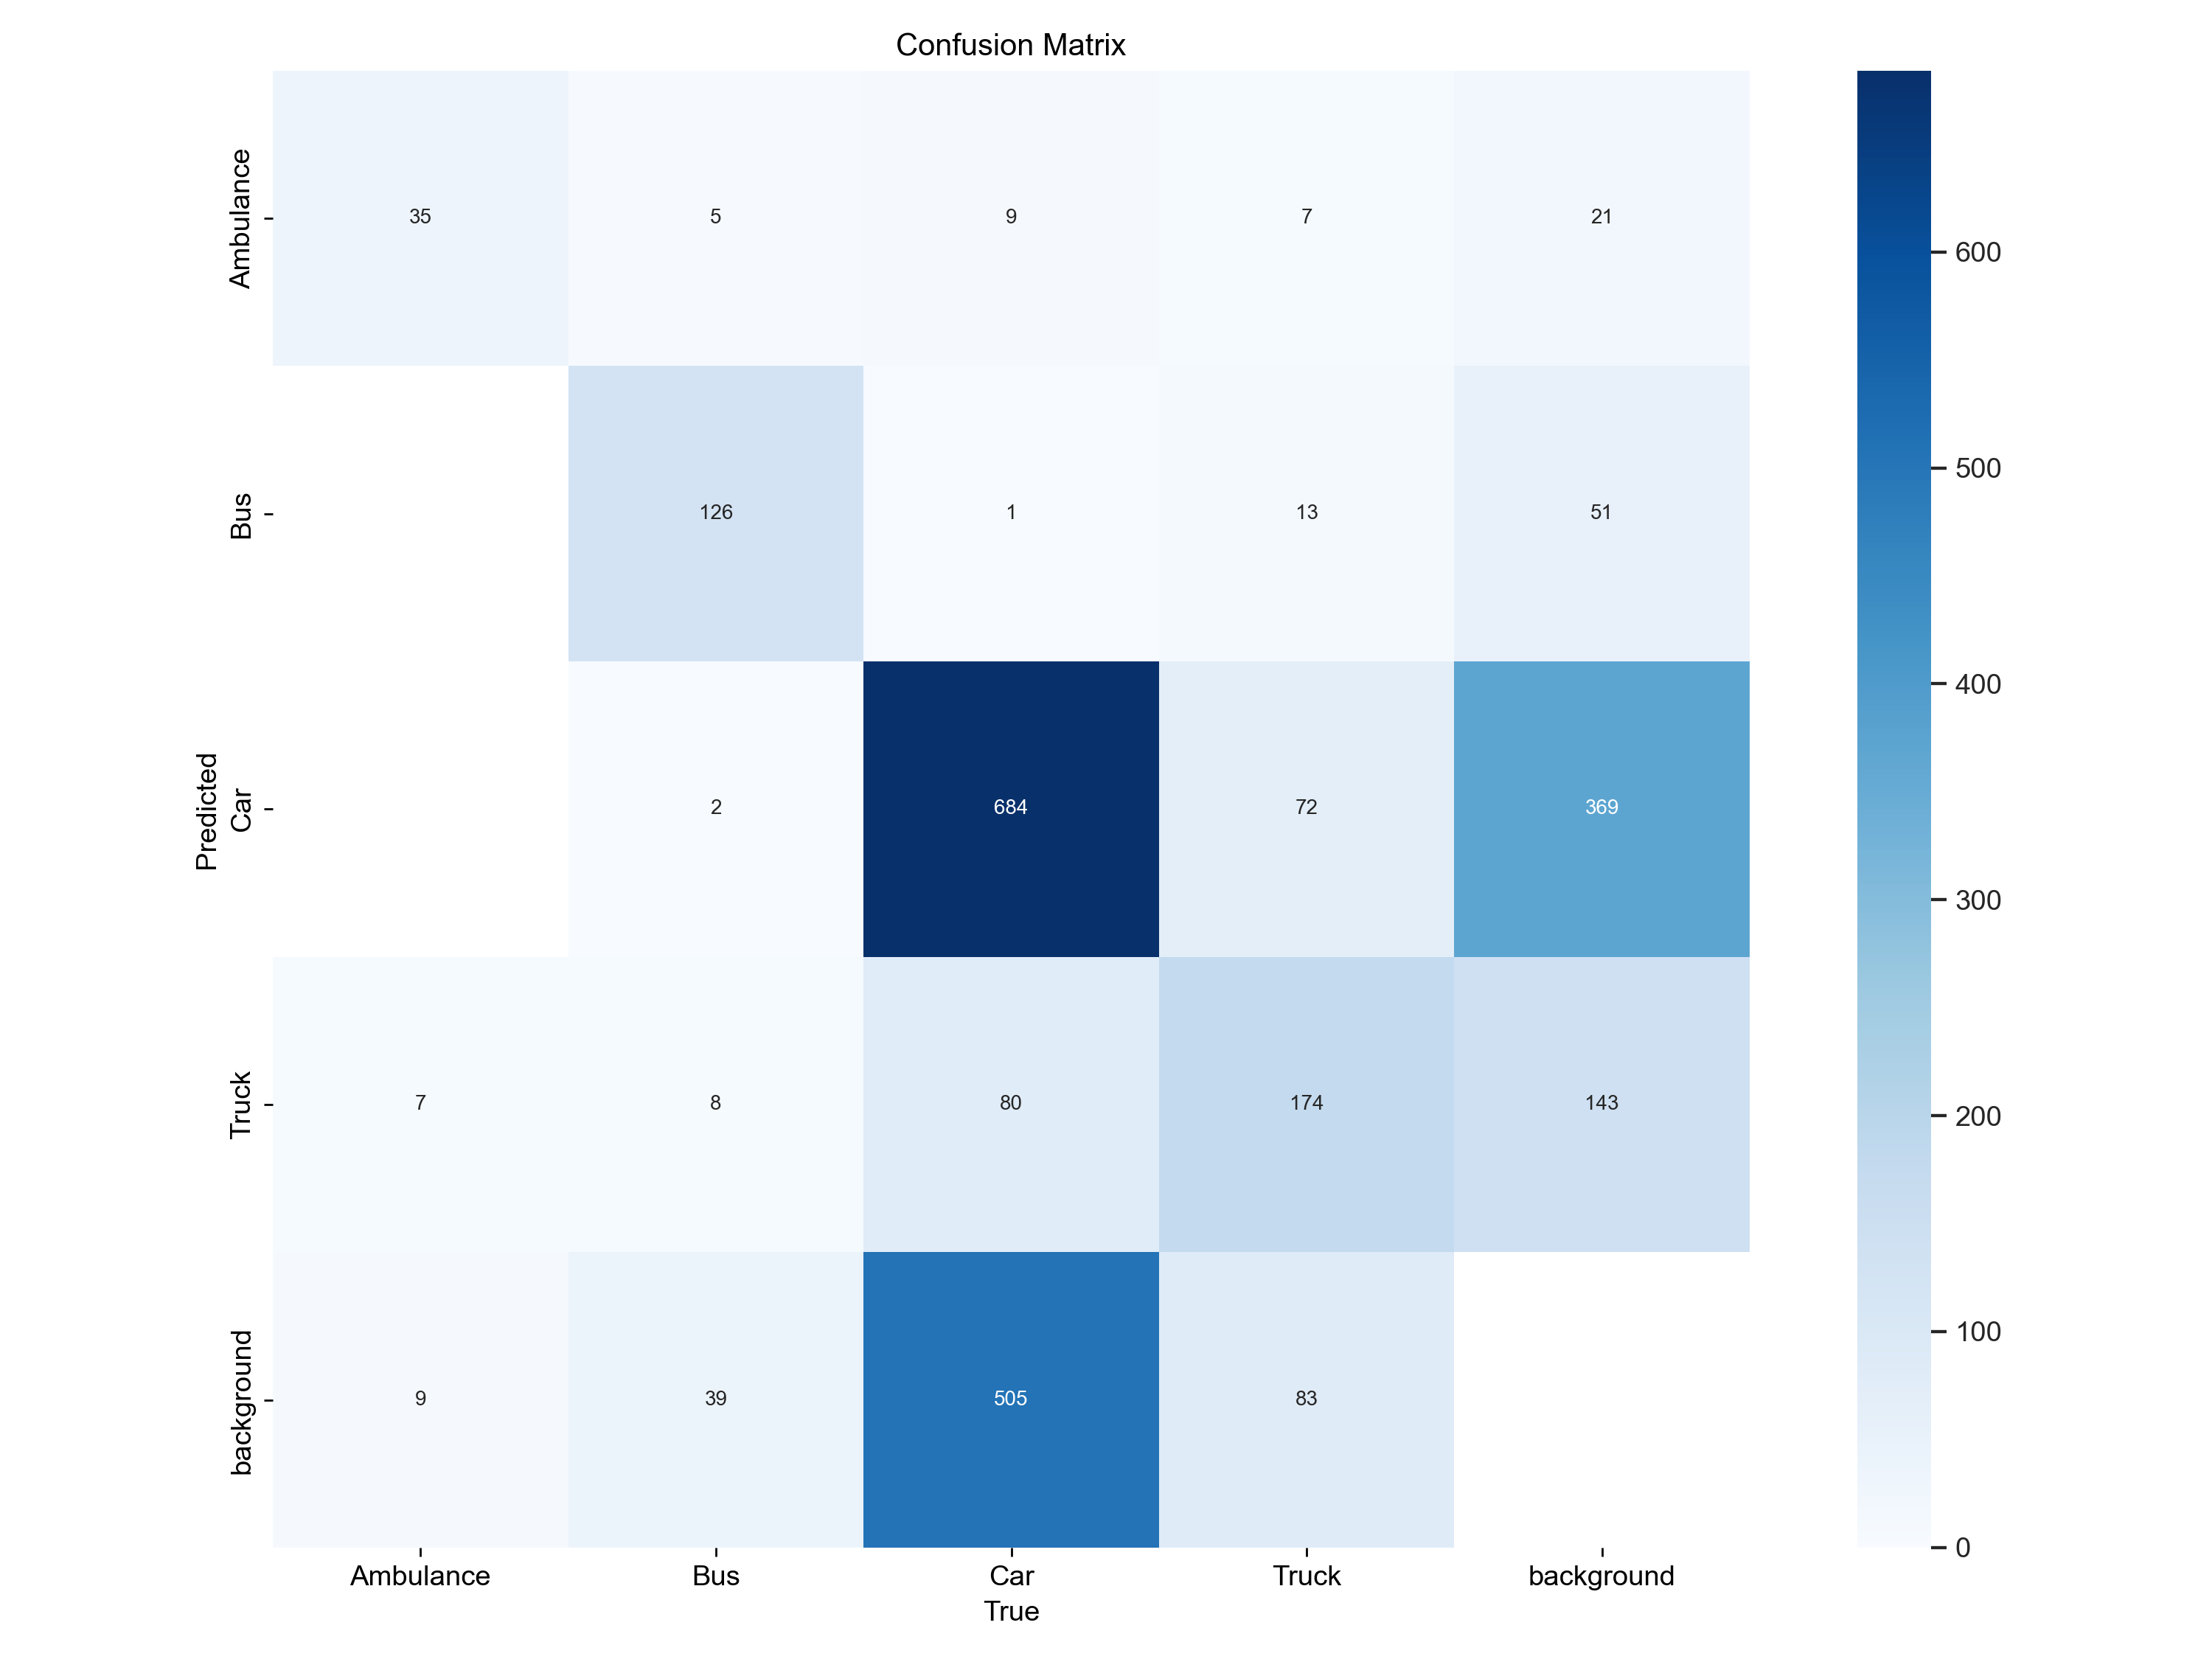 Confusion Matrix
Ambulance
35 5 9 7 21
600
Bus
126 1 13 51
500
400
Predicted
Car
2 684 72 369
300
Truck
7 8 80 174 143
200
background
9 39 505 83
100
0
Ambulance Bus Car Truck background
True